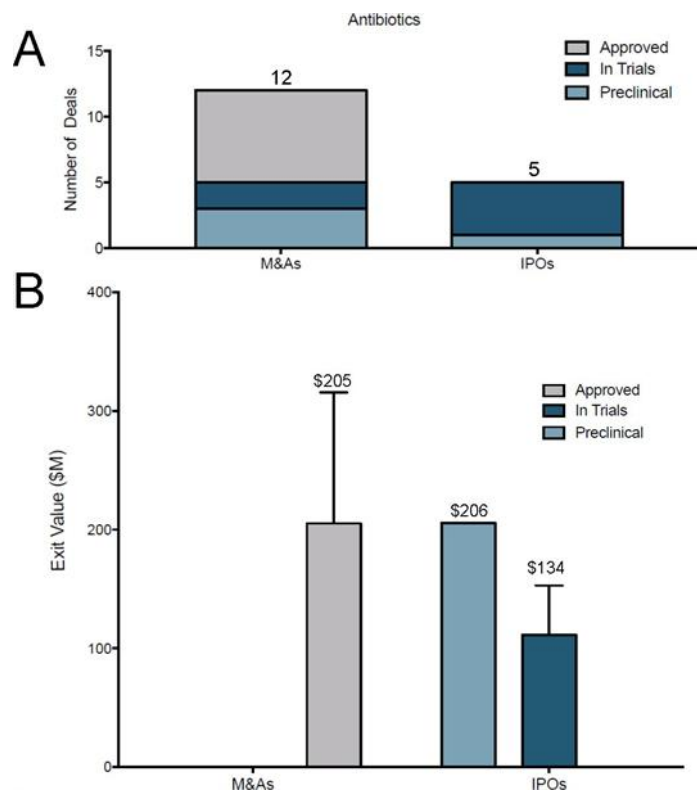 Antibiotics
A
Approved
In Trials
Preclinical
15
10
5
0
Number of Deals
12
5
M&As
IPOs
B
400
300
200
100
0
Exit Value ($M)
Approved
In Trials
Preclinical
$205
$206
$134
M&As
IPOs